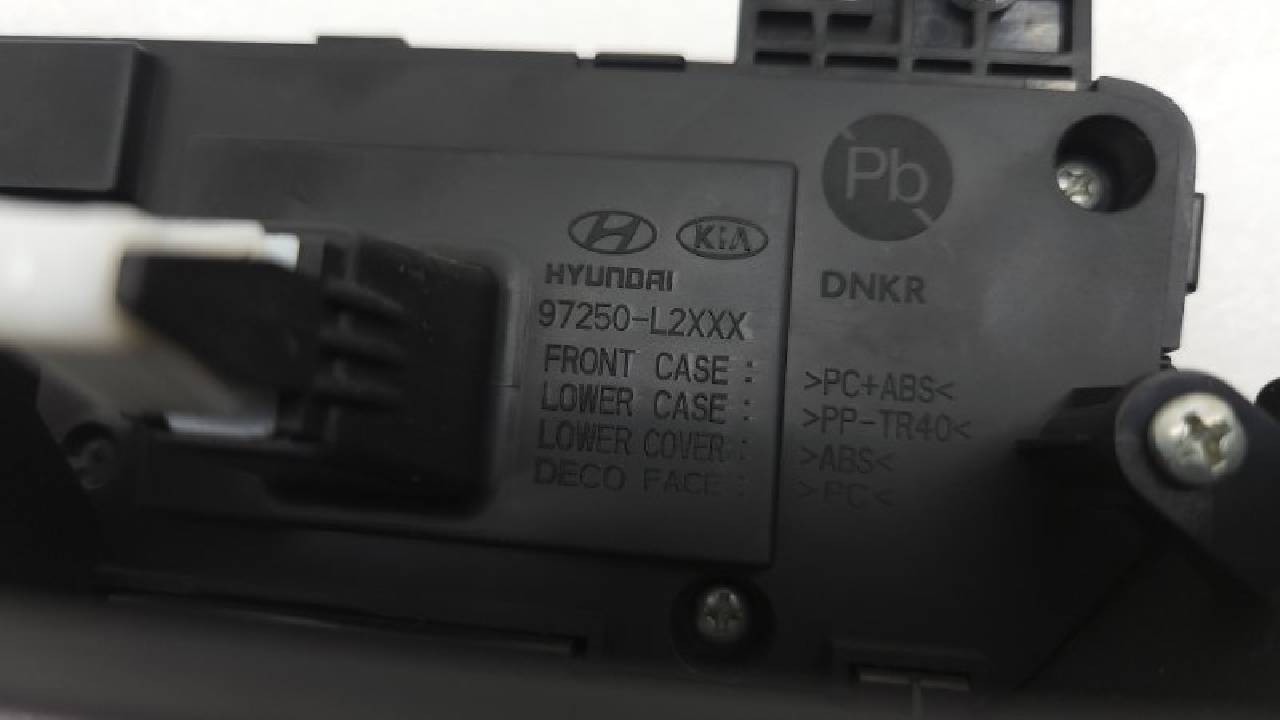 Pb
KIA
HYUNDAI
DNKR
97250-L2XXX
FRONT CASE : >PC+ABS<
LOWER CASE : >PP-TR40<
LOWER COVER : >ABS<
DECO FACE : >PC<